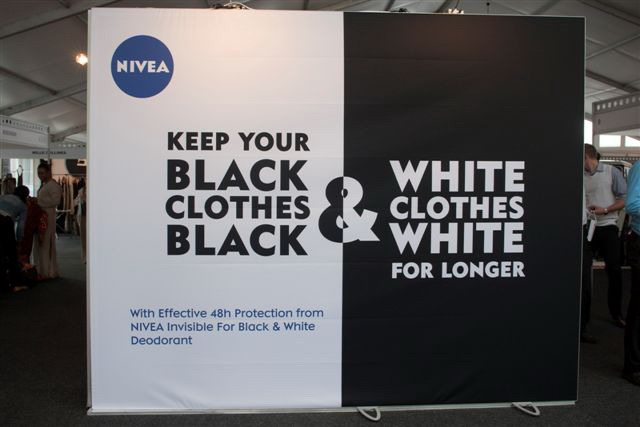 NIVEA
KEEP YOUR
BLACK
CLOTHES
BLACK
&
WHITE
CLOTHES
WHITE
FOR LONGER
With Effective 48h Protection from
NIVEA Invisible For Black & White
Deodorant